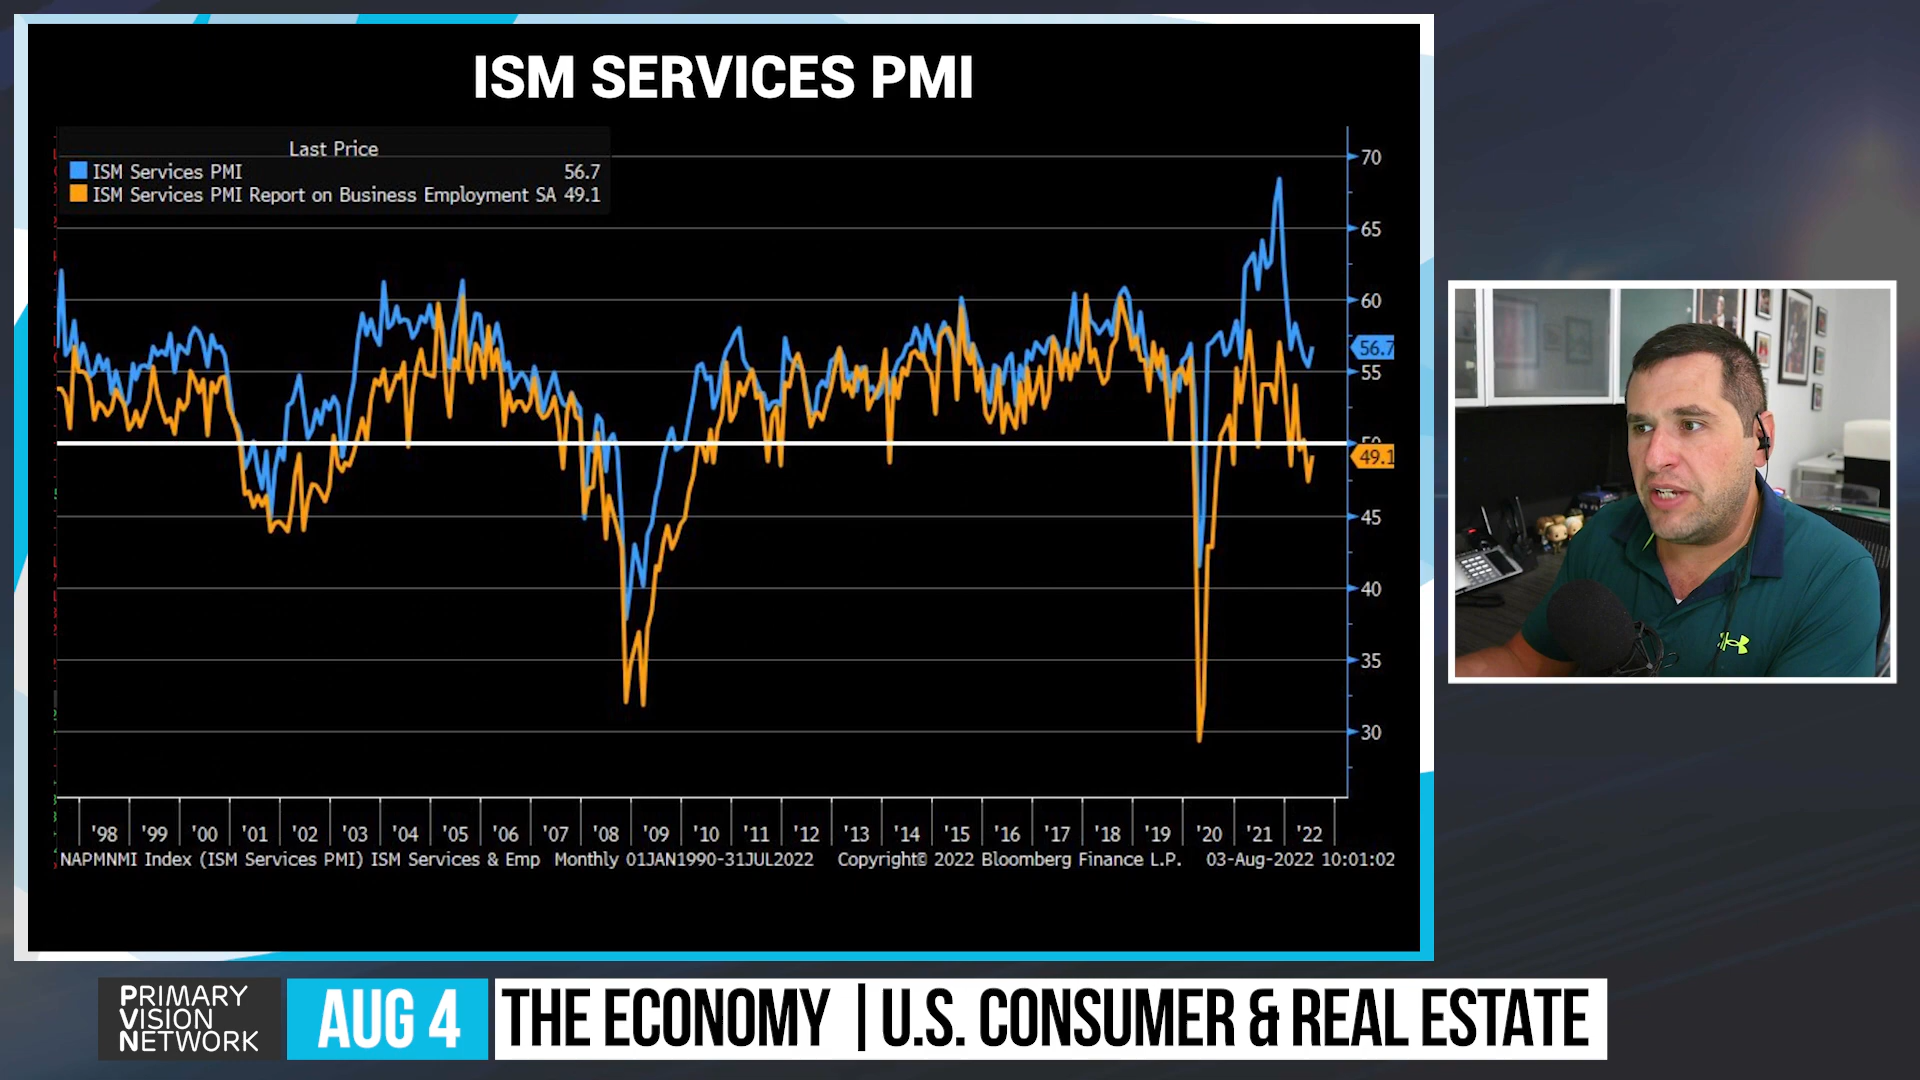 ISM SERVICES PMI
Last Price
ISM Services PMI 56.7
ISM Services PMI Report on Business Employment SA 49.1
70
65
60
56.7
55
50
49.1
45
40
35
30
'98 '99 '00 '01 '02 '03 '04 '05 '06 '07 '08 '09 '10 '11 '12 '13 '14 '15 '16 '17 '18 '19 '20 '21 '22
NAPMNMI Index (ISM Services PMI) ISM Services & Emp Monthly 01JAN1990-31JUL2022 Copyright© 2022 Bloomberg Finance L.P. 03-Aug-2022 10:01:02
PRIMARY
VISION
NETWORK
AUG 4
THE ECONOMY | U.S. CONSUMER & REAL ESTATE